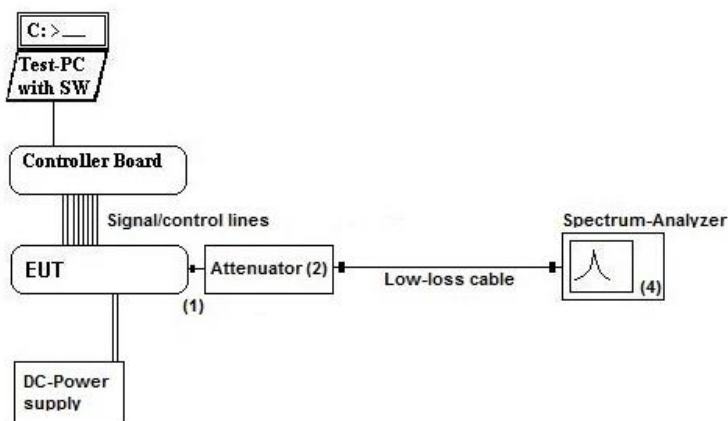 C:>__
Test-PC
with SW
Controller Board
Signal/control lines
Spectrum-Analyzer
EUT
Attenuator (2)
Low-loss cable
(4)
(1)
DC-Power
supply